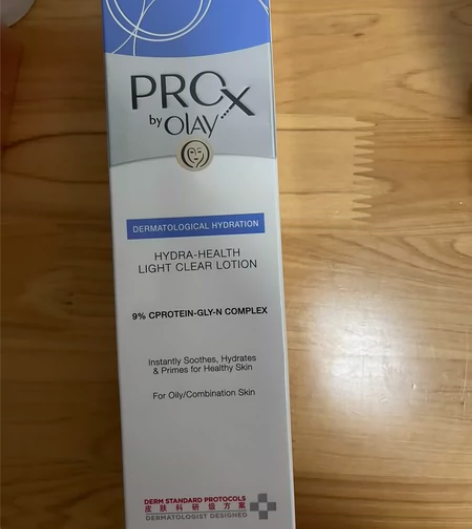 PROX
by OLAY
DERMATOLOGICAL HYDRATION
HYDRA-HEALTH
LIGHT CLEAR LOTION
9% CPROTEIN-GLY-N COMPLEX
Instantly Soothes, Hydrates
& Primes for Healthy Skin
For Oily/Combination Skin
DERM STANDARD PROTOCOLS
皮肤科研级方案
DERMATOLOGIST DESIGNED